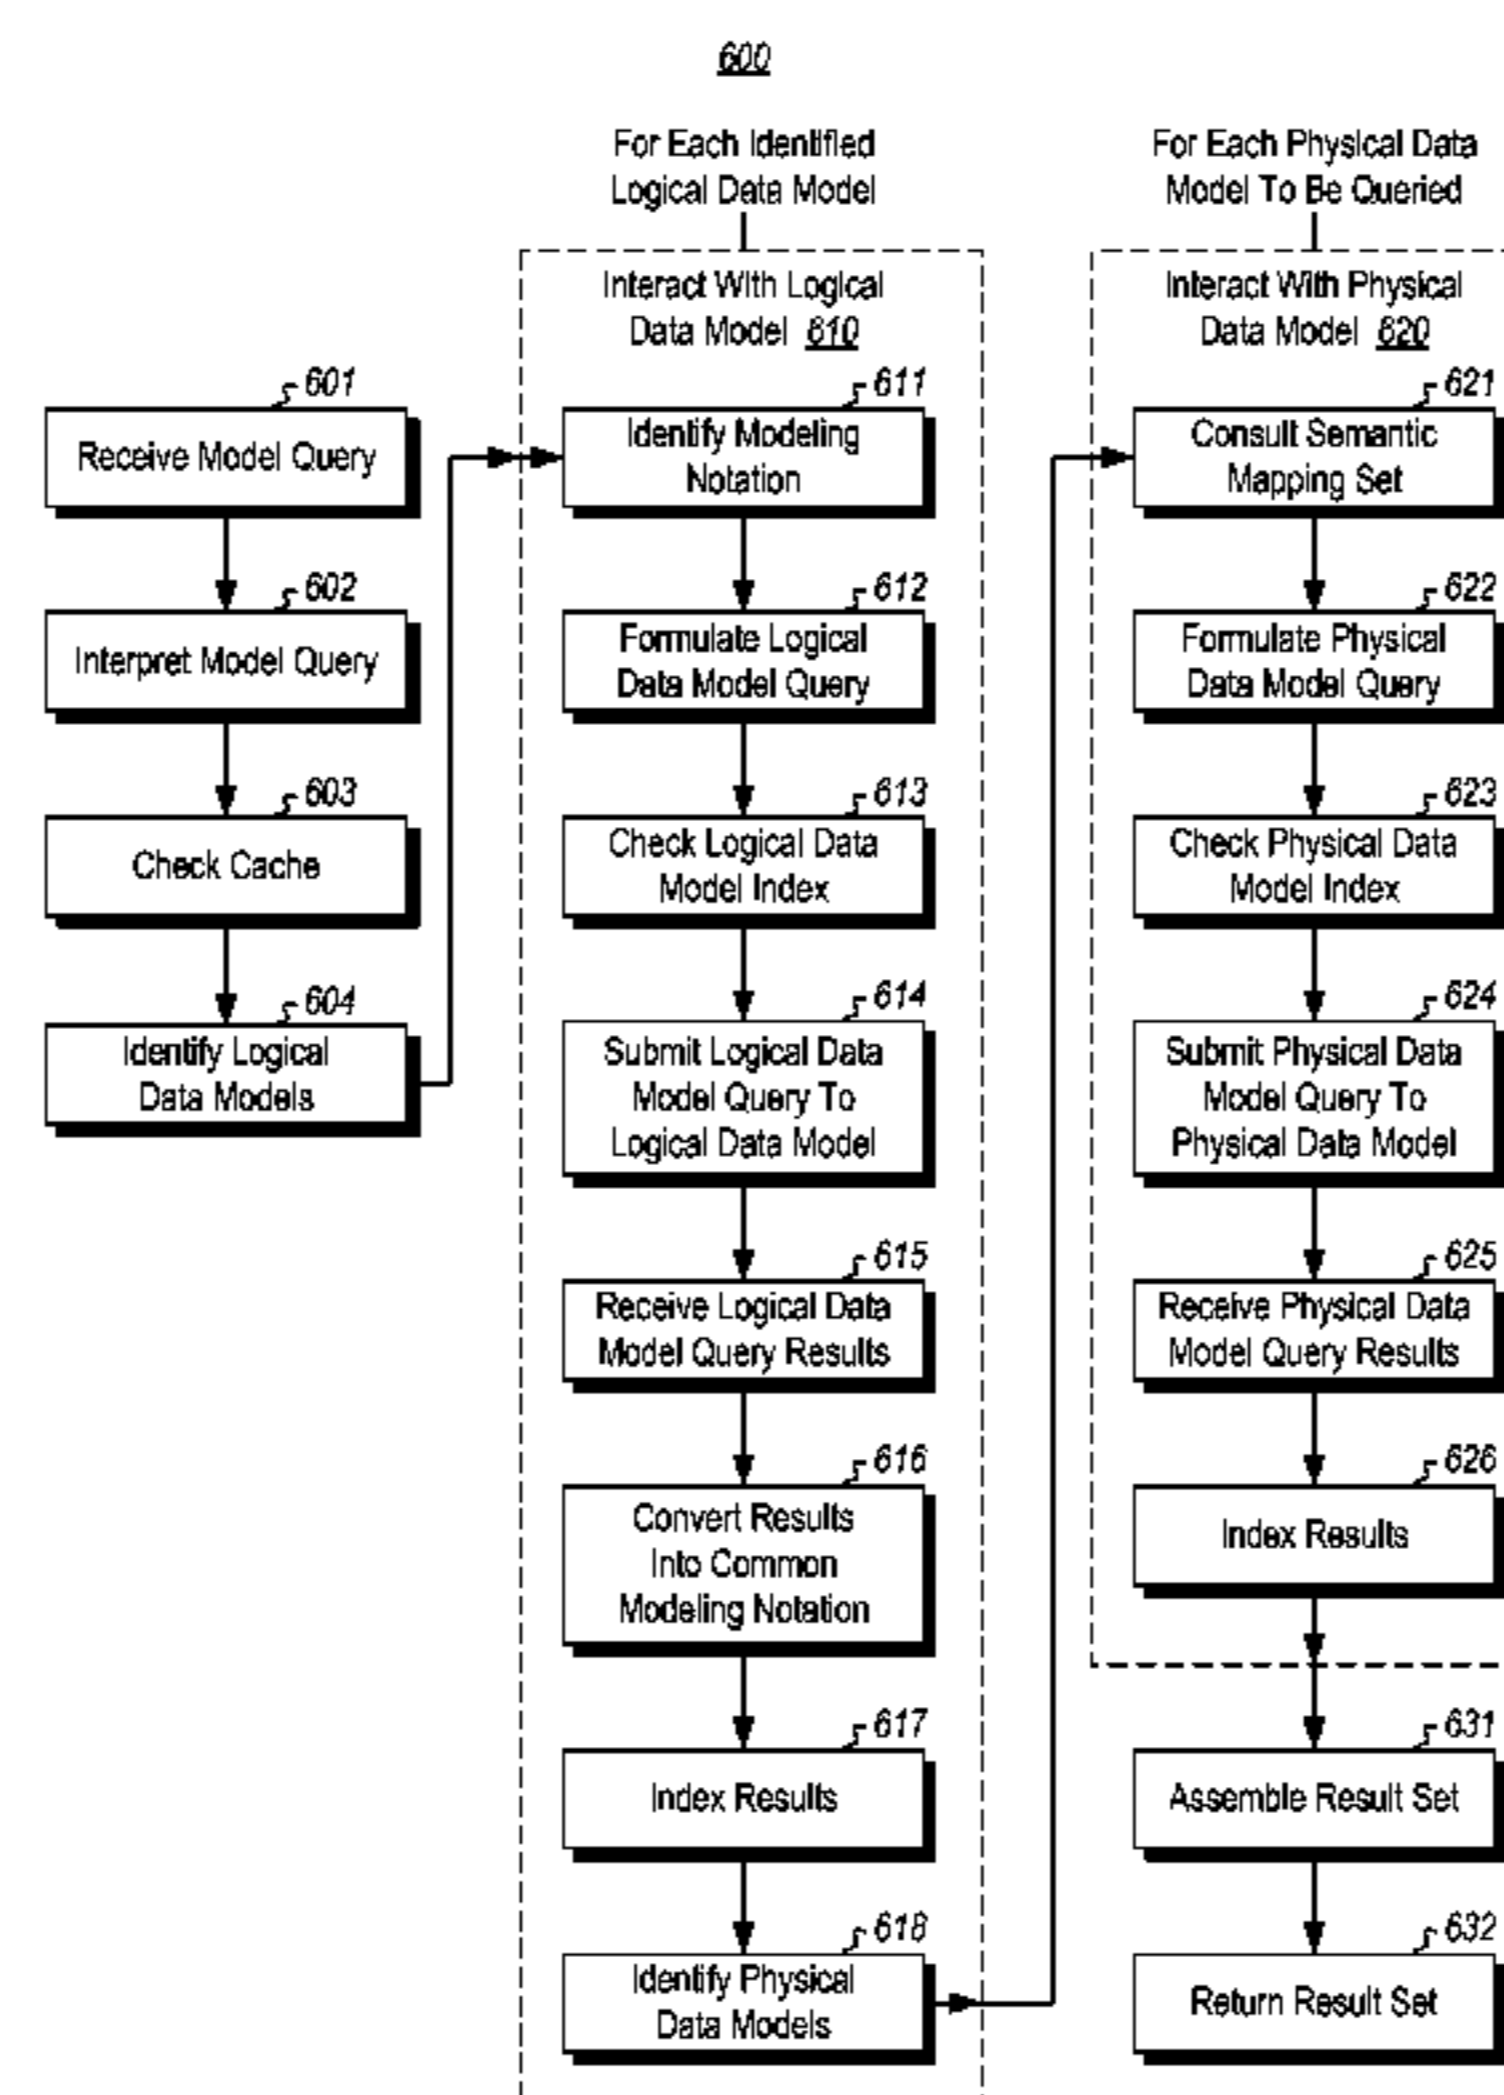 600
For Each Identified
Logical Data Model
For Each Physical Data
Model To Be Queried
601
Receive Model Query
602
Interpret Model Query
603
Check Cache
604
Identify Logical
Data Models
Interact With Logical
Data Model 610
611
Identify Modeling
Notation
612
Formulate Logical
Data Model Query
613
Check Logical Data
Model Index
614
Submit Logical Data
Model Query To
Logical Data Model
615
Receive Logical Data
Model Query Results
616
Convert Results
Into Common
Modeling Notation
617
Index Results
618
Identify Physical
Data Models
Interact With Physical
Data Model 620
621
Consult Semantic
Mapping Set
622
Formulate Physical
Data Model Query
623
Check Physical Data
Model Index
624
Submit Physical Data
Model Query To
Physical Data Model
625
Receive Physical Data
Model Query Results
626
Index Results
631
Assemble Result Set
632
Return Result Set